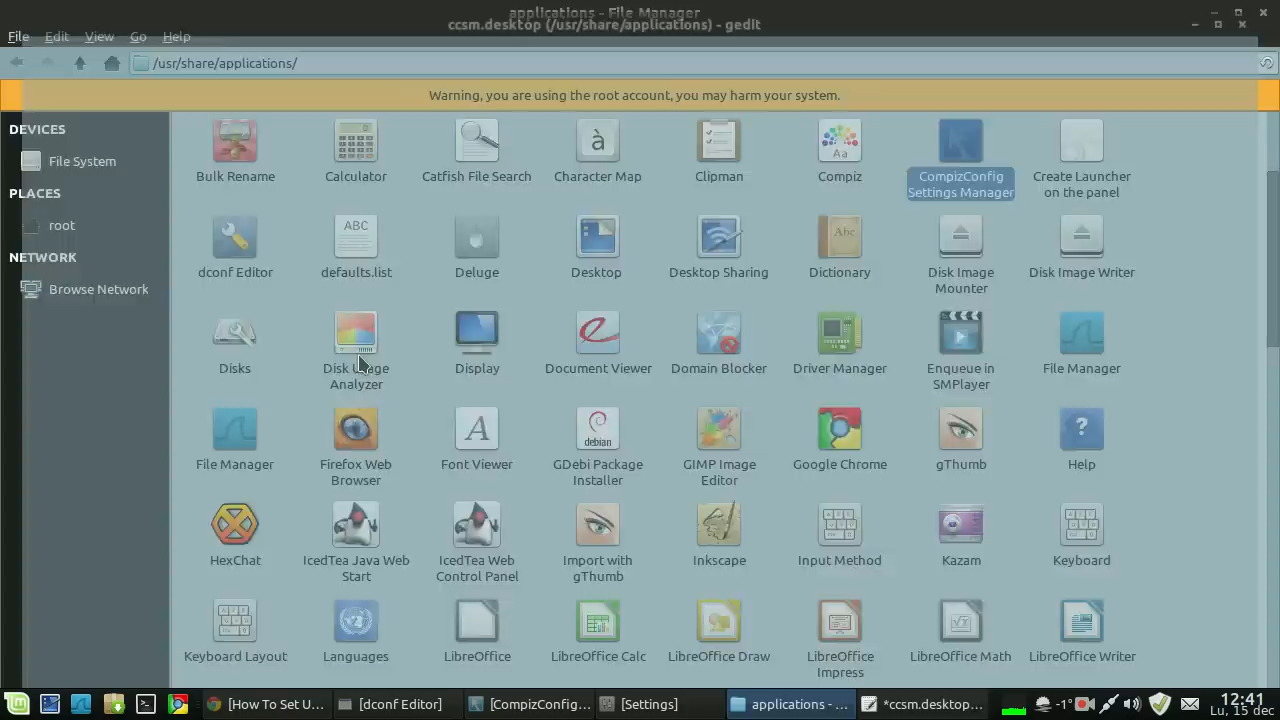 applications - File Manager
ccsm.desktop (/usr/share/applications) - gedit
File Edit View Go Help
/usr/share/applications/
Warning, you are using the root account, you may harm your system.
DEVICES
File System
PLACES
root
NETWORK
Browse Network
Bulk Rename
Calculator
Catfish File Search
à
Character Map
Clipman
Aa
Compiz
CompizConfig
Settings Manager
Create Launcher
on the panel
dconf Editor
ABC
defaults.list
Deluge
Desktop
Desktop Sharing
Abc
Dictionary
Disk Image
Mounter
Disk Image Writer
Disks
Disk Usage
Analyzer
Display
Document Viewer
Domain Blocker
Driver Manager
Enqueue in
SMPlayer
File Manager
File Manager
Firefox Web
Browser
A
Font Viewer
debian
GDebi Package
Installer
GIMP Image
Editor
Google Chrome
gThumb
?
Help
HexChat
IcedTea Java Web
Start
IcedTea Web
Control Panel
Import with
gThumb
Inkscape
Input Method
Kazam
Keyboard
Keyboard Layout
Languages
LibreOffice
LibreOffice Calc
LibreOffice Draw
LibreOffice
Impress
LibreOffice Math
LibreOffice Writer
[How To Set U...
[dconf Editor]
[CompizConfig...
[Settings]
applications - ...
*ccsm.desktop...
-1°
12:41
Lu, 15 dec